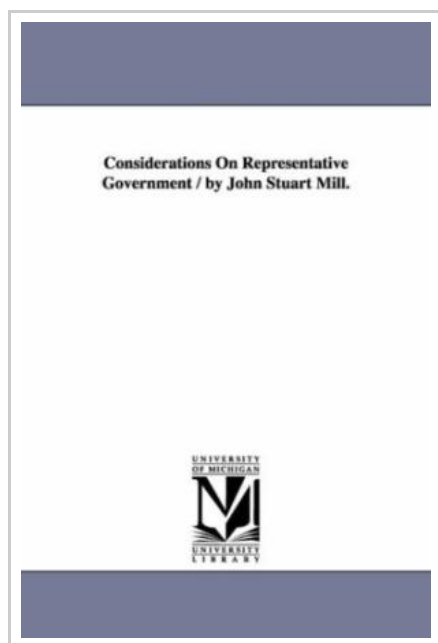 Considerations On Representative
Government / by John Stuart Mill.
UNIVERSITY
OF MICHIGAN
M
UNIVERSITY
LIBRARY